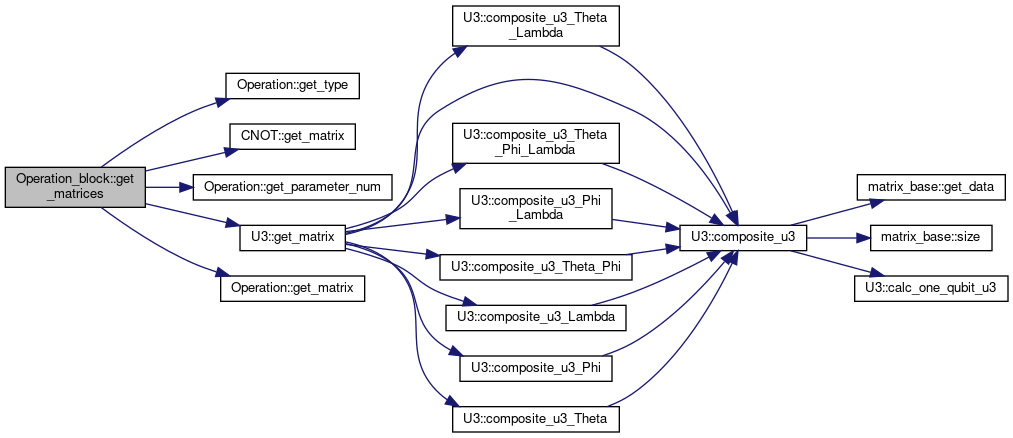 Operation_block::get
_matrices
Operation::get_type
CNOT::get_matrix
Operation::get_parameter_num
U3::get_matrix
Operation::get_matrix
U3::composite_u3_Theta
_Lambda
U3::composite_u3_Theta
_Phi_Lambda
U3::composite_u3_Phi
_Lambda
U3::composite_u3_Theta_Phi
U3::composite_u3_Lambda
U3::composite_u3_Phi
U3::composite_u3_Theta
U3::composite_u3
matrix_base::get_data
matrix_base::size
U3::calc_one_qubit_u3